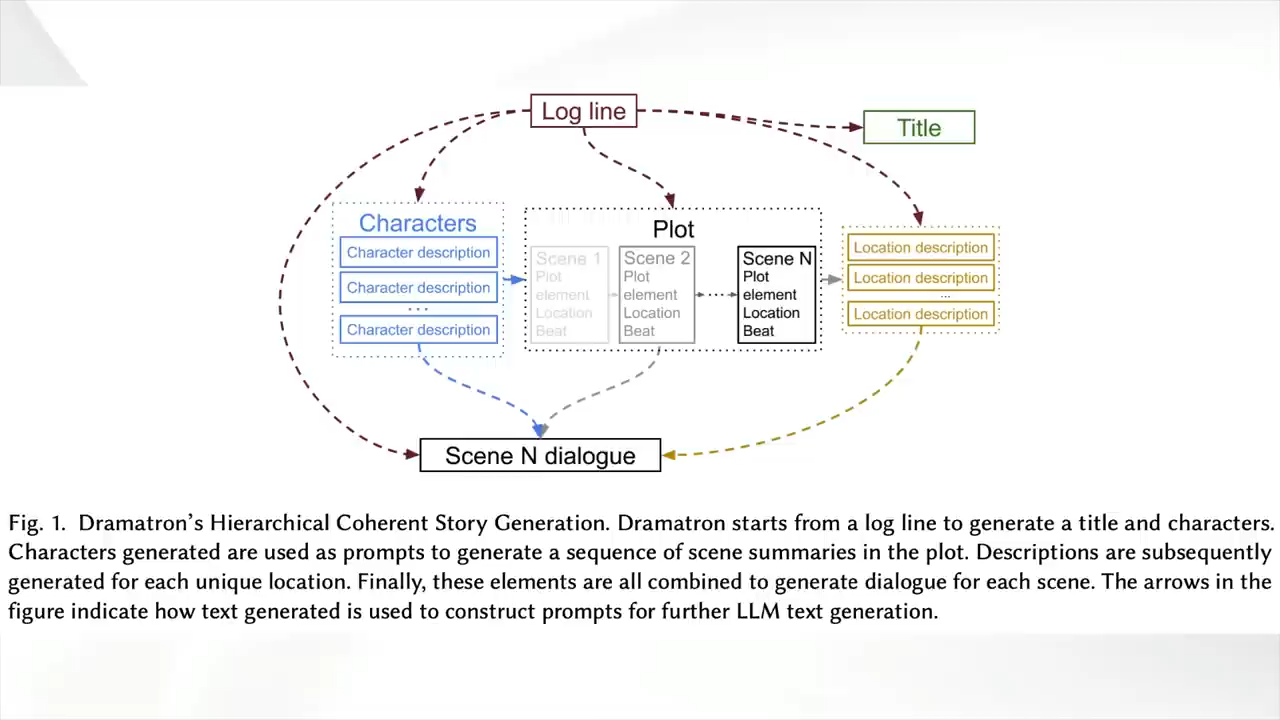 Log line
Title
Characters
Character description
Character description
...
Character description
Plot
Scene 1
Plot
element
Location
Beat
Scene 2
Plot
element
Location
Beat
Scene N
Plot
element
Location
Beat
Location description
Location description
...
Location description
Scene N dialogue
Fig. 1. Dramatron's Hierarchical Coherent Story Generation. Dramatron starts from a log line to generate a title and characters.
Characters generated are used as prompts to generate a sequence of scene summaries in the plot. Descriptions are subsequently
generated for each unique location. Finally, these elements are all combined to generate dialogue for each scene. The arrows in the
figure indicate how text generated is used to construct prompts for further LLM text generation.